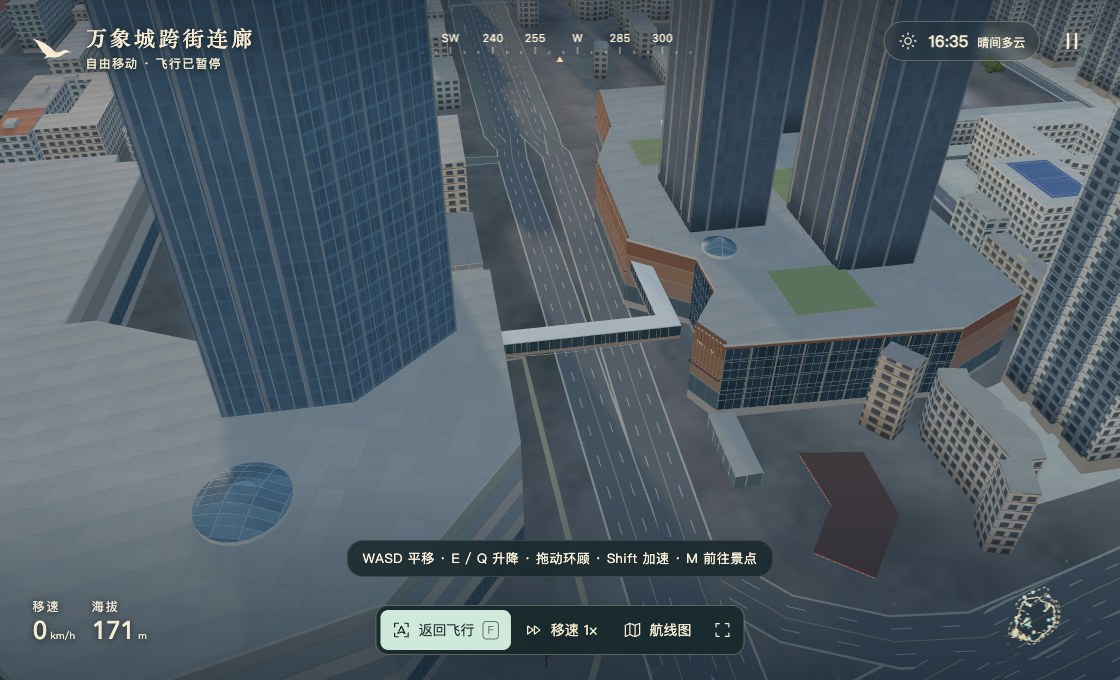 万象城跨街连廊
自由移动 · 飞行已暂停
SW 240 255 W 285 300
16:35 晴间多云
WASD 平移 · E / Q 升降 · 拖动环顾 · Shift 加速 · M 前往景点
移速 海拔
0 km/h 171 m
返回飞行 F 移速 1x 航线图